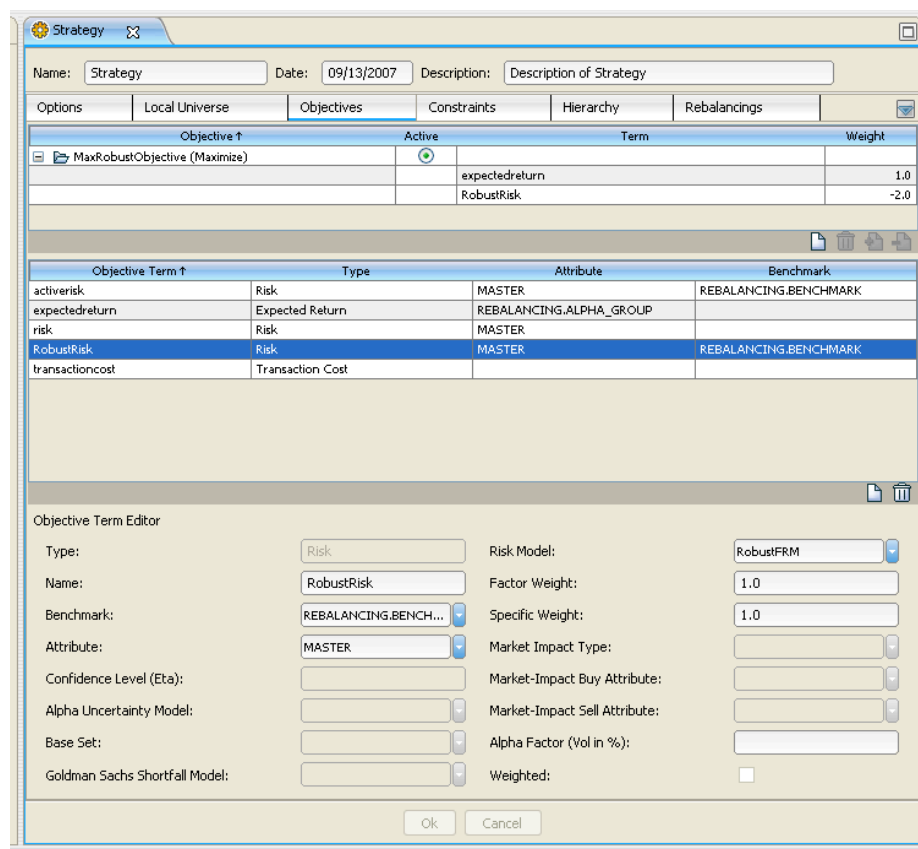 Strategy
Name: Strategy Date: 09/13/2007 Description: Description of Strategy
Options Local Universe Objectives Constraints Hierarchy Rebalancings
Objective ↑ Active Term Weight
MaxRobustObjective (Maximize)
expectedreturn 1.0
RobustRisk -2.0
Objective Term ↑ Type Attribute Benchmark
activerisk Risk MASTER REBALANCING.BENCHMARK
expectedreturn Expected Return REBALANCING.ALPHA_GROUP
risk Risk MASTER
RobustRisk Risk MASTER REBALANCING.BENCHMARK
transactioncost Transaction Cost
Objective Term Editor
Type: Risk Risk Model: RobustFRM
Name: RobustRisk Factor Weight: 1.0
Benchmark: REBALANCING.BENCH... Specific Weight: 1.0
Attribute: MASTER Market Impact Type:
Confidence Level (Eta): Market-Impact Buy Attribute:
Alpha Uncertainty Model: Market-Impact Sell Attribute:
Base Set: Alpha Factor (Vol in %):
Goldman Sachs Shortfall Model: Weighted:
Ok Cancel